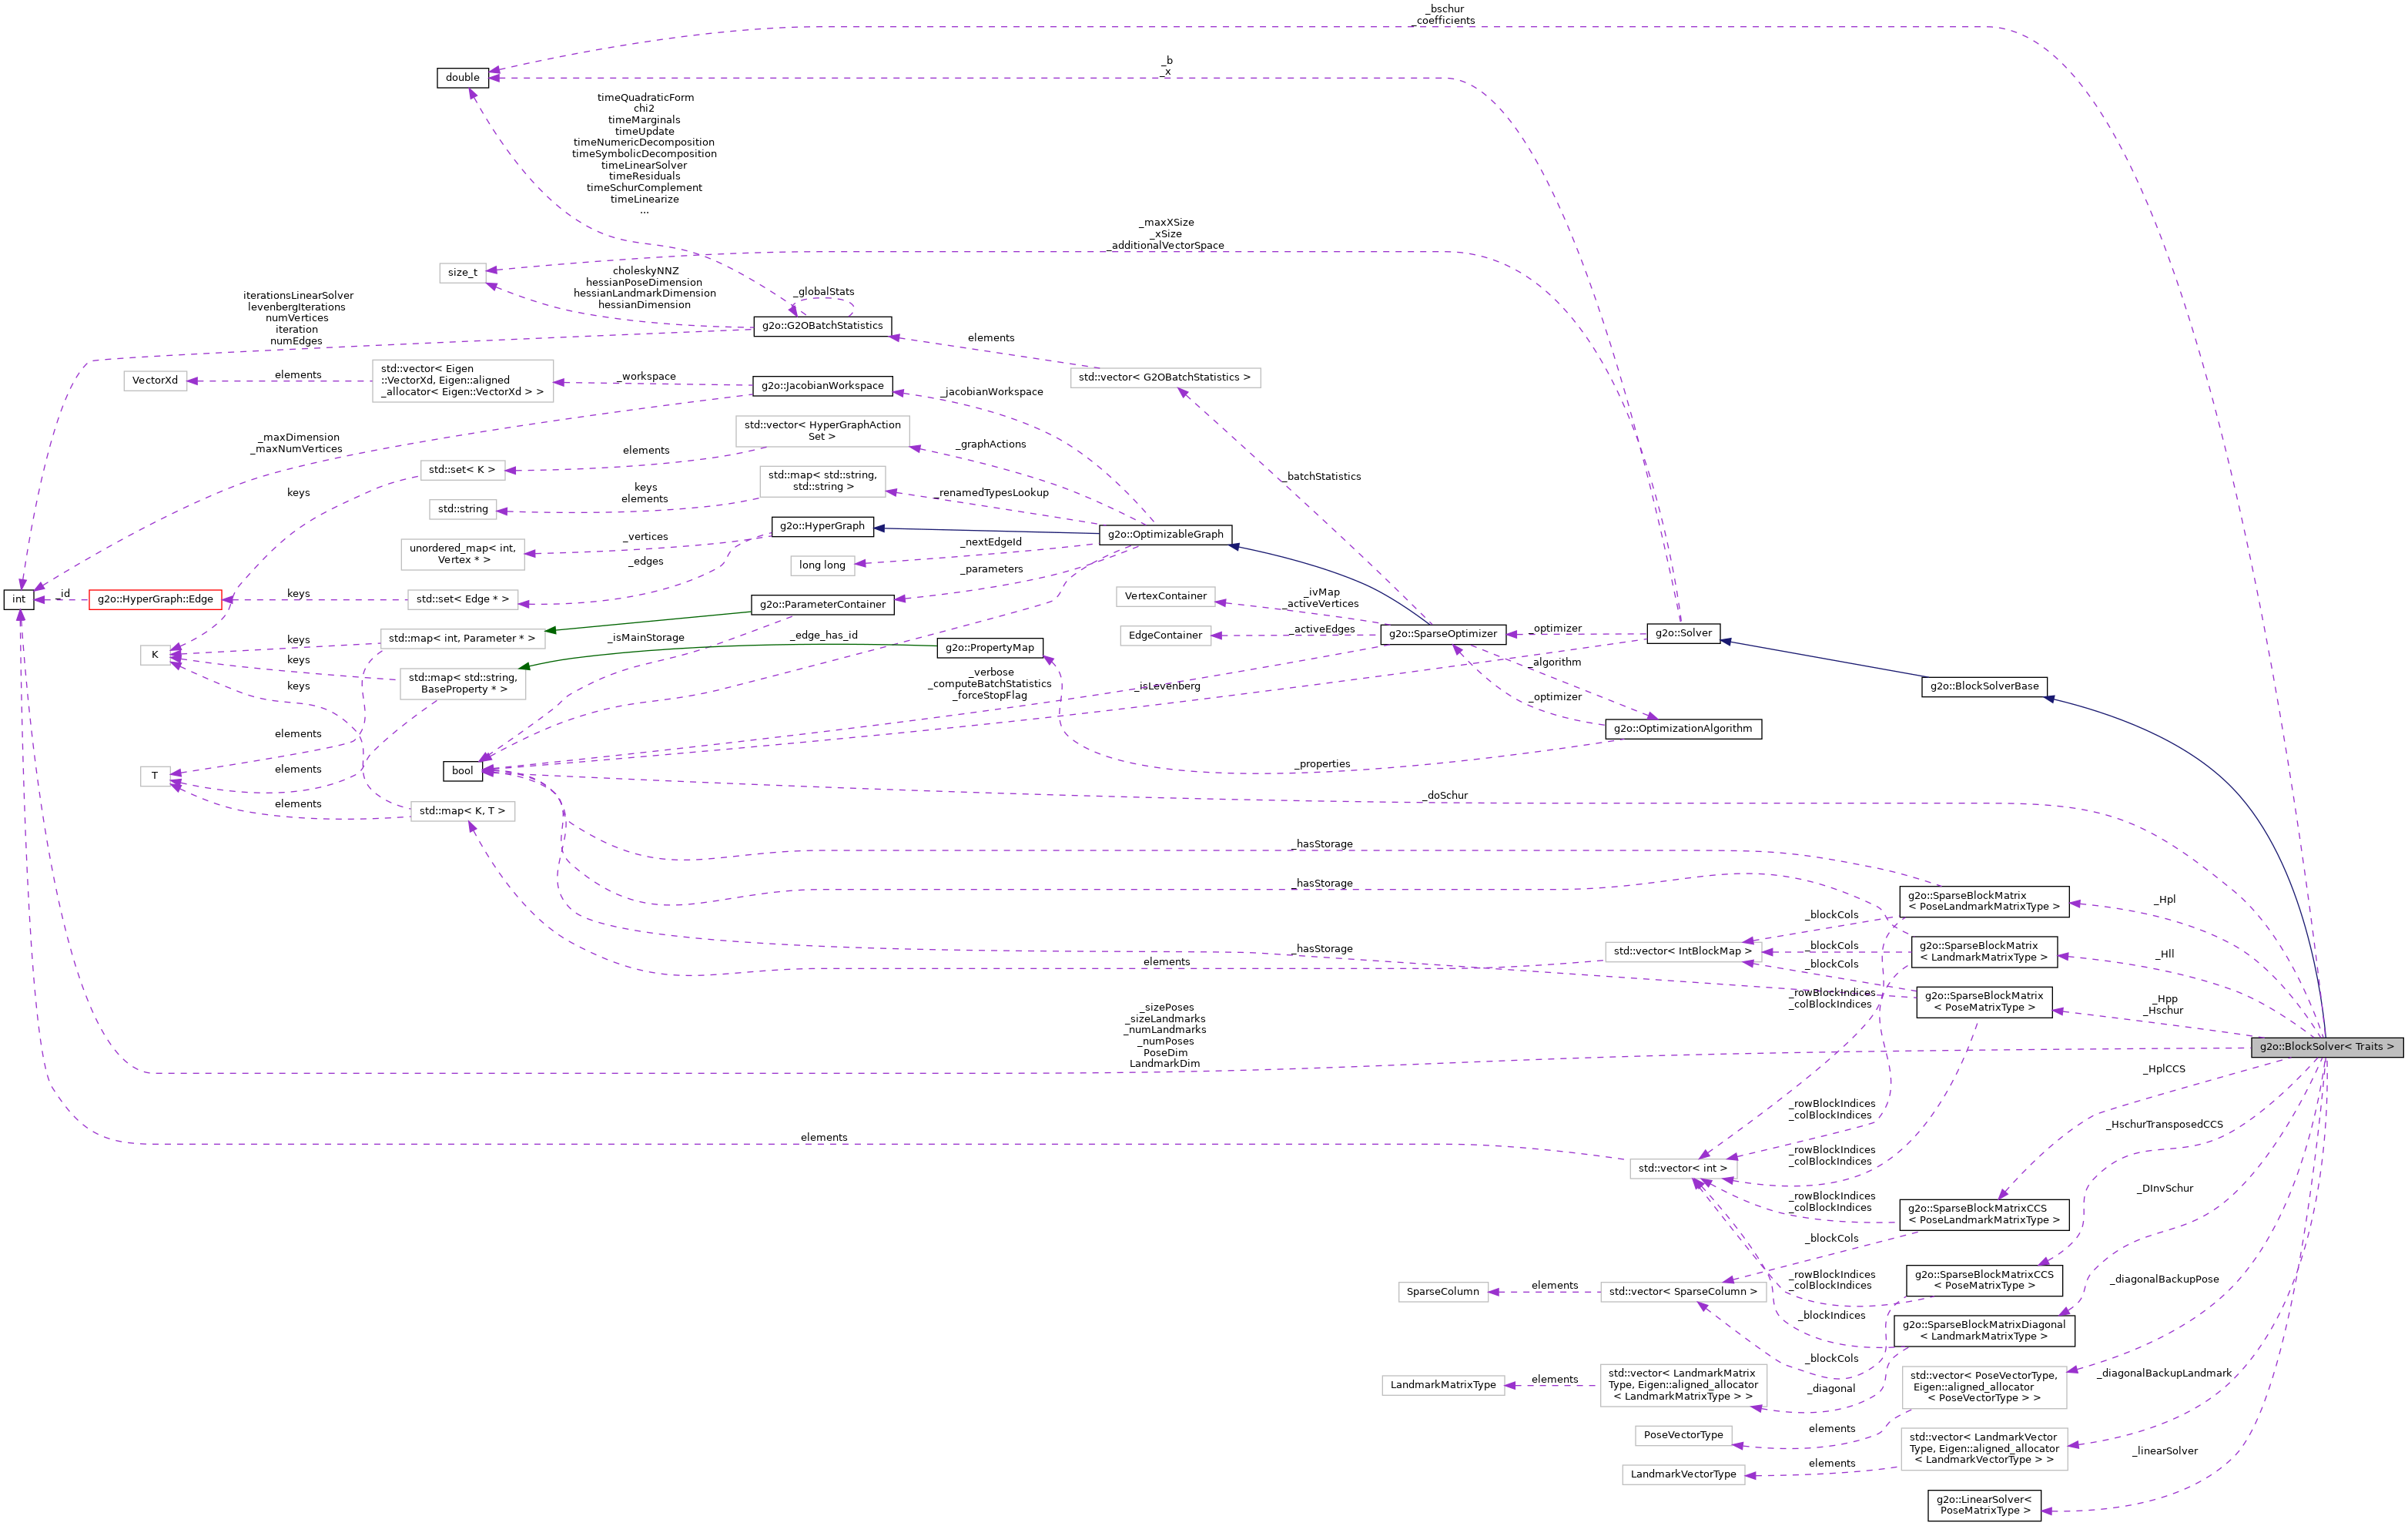 _bschur
_coefficients
double
_b
_x
timeQuadraticForm
chi2
timeMarginals
timeUpdate
timeNumericDecomposition
timeSymbolicDecomposition
timeLinearSolver
timeResiduals
timeSchurComplement
timeLinearize
...
_maxXSize
_xSize
_additionalVectorSpace
size_t
choleskyNNZ
hessianPoseDimension
hessianLandmarkDimension
hessianDimension
_globalStats
iterationsLinearSolver
levenbergIterations
numVertices
iteration
numEdges
g2o::G2OBatchStatistics
elements
VectorXd
elements
std::vector< Eigen
::VectorXd, Eigen::aligned
_allocator< Eigen::VectorXd > >
_workspace
g2o::JacobianWorkspace
std::vector< G2OBatchStatistics >
_jacobianWorkspace
_maxDimension
_maxNumVertices
std::vector< HyperGraphAction
Set >
_graphActions
elements
std::set< K >
keys
std::map< std::string,
std::string >
keys
elements
_renamedTypesLookup
_batchStatistics
std::string
g2o::HyperGraph
g2o::OptimizableGraph
_vertices
unordered_map< int,
Vertex * >
_nextEdgeId
long long
_edges
_parameters
int
_id
g2o::HyperGraph::Edge
keys
std::set< Edge * >
g2o::ParameterContainer
VertexContainer
_ivMap
_activeVertices
EdgeContainer
_activeEdges
g2o::SparseOptimizer
_optimizer
g2o::Solver
K
keys
std::map< int, Parameter * >
_isMainStorage
_edge_has_id
g2o::PropertyMap
keys
std::map< std::string,
BaseProperty * >
_verbose
_computeBatchStatistics
_forceStopFlag
_isLevenberg
_algorithm
_optimizer
g2o::BlockSolverBase
keys
elements
g2o::OptimizationAlgorithm
T
elements
bool
_properties
elements
std::map< K, T >
_doSchur
_hasStorage
_hasStorage
g2o::SparseBlockMatrix
< PoseLandmarkMatrixType >
_Hpl
_blockCols
_hasStorage
elements
std::vector< IntBlockMap >
_blockCols
_blockCols
g2o::SparseBlockMatrix
< LandmarkMatrixType >
_Hll
_rowBlockIndices
_colBlockIndices
g2o::SparseBlockMatrix
< PoseMatrixType >
_Hpp
_Hschur
_sizePoses
_sizeLandmarks
_numLandmarks
_numPoses
PoseDim
LandmarkDim
g2o::BlockSolver< Traits >
_HplCCS
_rowBlockIndices
_colBlockIndices
_HschurTransposedCCS
elements
_rowBlockIndices
_colBlockIndices
std::vector< int >
_DInvSchur
_rowBlockIndices
_colBlockIndices
g2o::SparseBlockMatrixCCS
< PoseLandmarkMatrixType >
_blockCols
_rowBlockIndices
_colBlockIndices
g2o::SparseBlockMatrixCCS
< PoseMatrixType >
_diagonalBackupPose
SparseColumn
elements
std::vector< SparseColumn >
_blockIndices
g2o::SparseBlockMatrixDiagonal
< LandmarkMatrixType >
_blockCols
LandmarkMatrixType
elements
std::vector< LandmarkMatrix
Type, Eigen::aligned_allocator
< LandmarkMatrixType > >
_diagonal
std::vector< PoseVectorType,
Eigen::aligned_allocator
< PoseVectorType > >
_diagonalBackupLandmark
PoseVectorType
elements
std::vector< LandmarkVector
Type, Eigen::aligned_allocator
< LandmarkVectorType > >
_linearSolver
LandmarkVectorType
elements
g2o::LinearSolver<
PoseMatrixType >